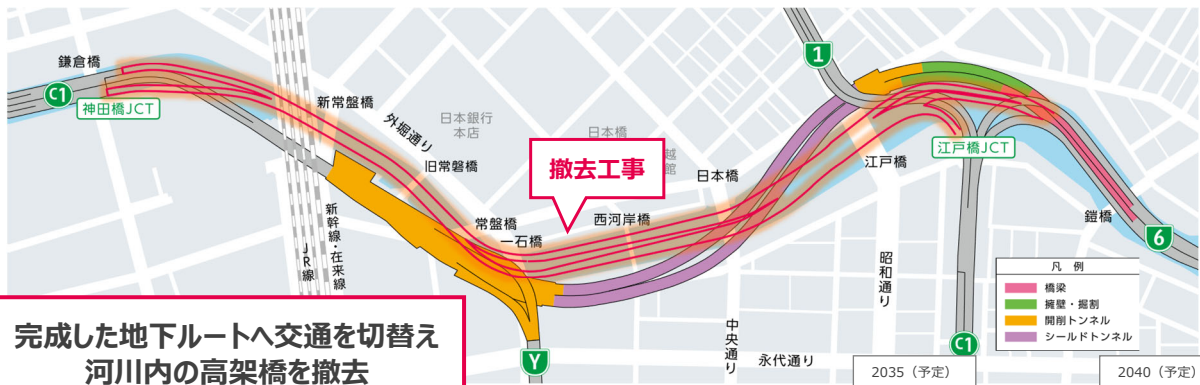 鎌倉橋
C1
神田橋JCT
新常盤橋
外堀通り
日本銀行
本店
旧常盤橋
常盤橋
一石橋
新幹線・在来線
JR線
撤去工事
日本橋
越
館
西河岸橋
日本橋
1
江戸橋
江戸橋JCT
鎧橋
6
昭和通り
中央通り
永代通り
Y
C1
凡 例
橋梁
擁壁・掘割
開削トンネル
シールドトンネル
完成した地下ルートへ交通を切替え
河川内の高架橋を撤去
2035（予定）
2040（予定）